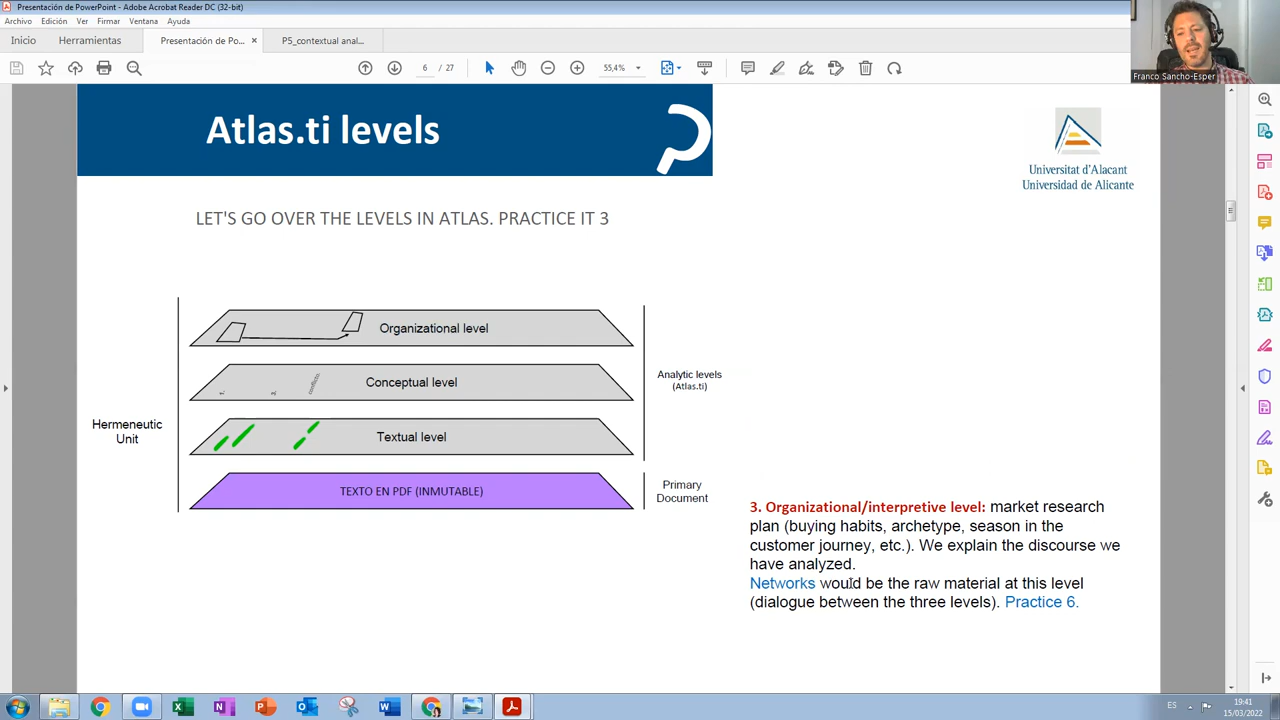 Presentación de PowerPoint - Adobe Acrobat Reader DC (32-bit)
Archivo Edición Ver Firmar Ventana Ayuda
Inicio Herramientas Presentación de Po... × P5_contextual anal...
6 / 27 55,4%
Franco Sancho-Esper
Atlas.ti levels
Universitat d'Alacant
Universidad de Alicante
LET'S GO OVER THE LEVELS IN ATLAS. PRACTICE IT 3
Organizational level
Conceptual level
Textual level
TEXTO EN PDF (INMUTABLE)
Hermeneutic
Unit
Analytic levels
(Atlas.ti)
Primary
Document
3. Organizational/interpretive level: market research
plan (buying habits, archetype, season in the
customer journey, etc.). We explain the discourse we
have analyzed.
Networks would be the raw material at this level
(dialogue between the three levels). Practice 6.
ES
19:41
15/03/2022